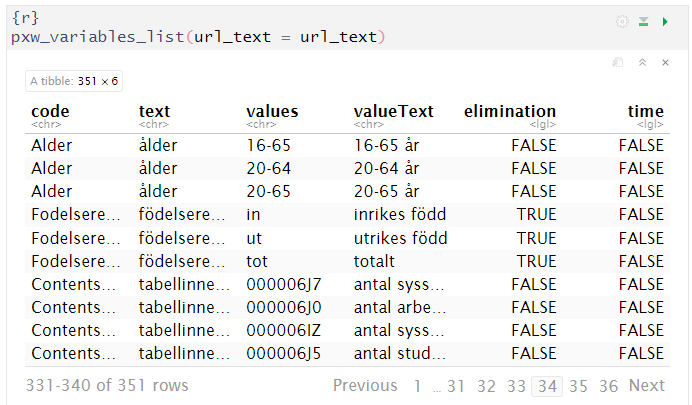 {r}
pxw_variables_list(url_text = url_text)
A tibble: 351 × 6
code text values valueText elimination time
<chr> <chr> <chr> <chr> <lgl> <lgl>
Alder ålder 16-65 16-65 år FALSE FALSE
Alder ålder 20-64 20-64 år FALSE FALSE
Alder ålder 20-65 20-65 år FALSE FALSE
Fodelsere... födelsere... in inrikes född TRUE FALSE
Fodelsere... födelsere... ut utrikes född TRUE FALSE
Fodelsere... födelsere... tot totalt TRUE FALSE
Contents... tabellinne... 000006J7 antal syss... FALSE FALSE
Contents... tabellinne... 000006J0 antal arbe... FALSE FALSE
Contents... tabellinne... 000006IZ antal syss... FALSE FALSE
Contents... tabellinne... 000006J5 antal stud... FALSE FALSE
331-340 of 351 rows Previous 1 ... 31 32 33 34 35 36 Next